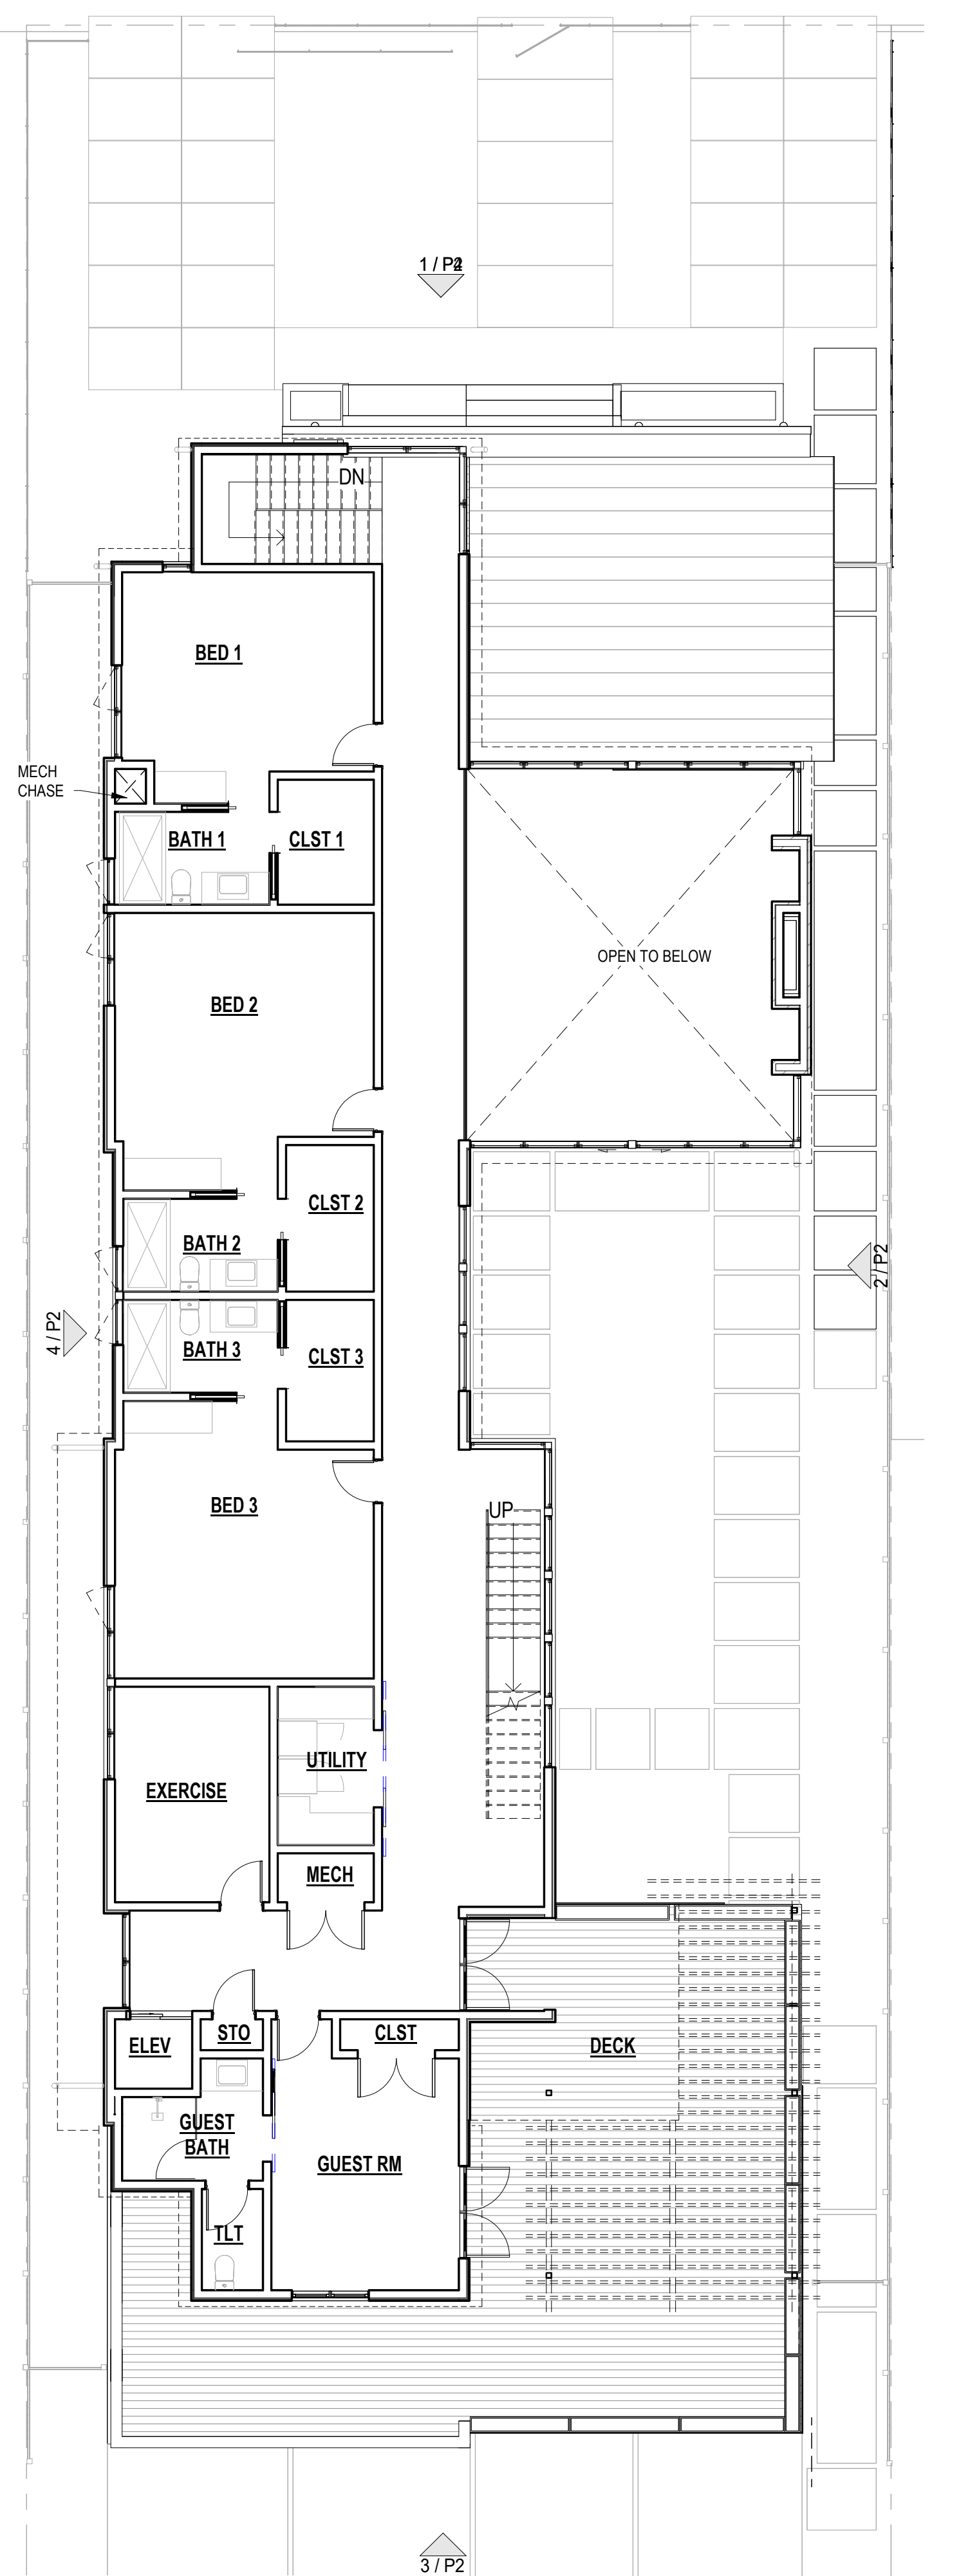 1 / P2
DN
BED 1
MECH
CHASE
BATH 1
CLST 1
OPEN TO BELOW
BED 2
CLST 2
BATH 2
2 / P2
4 / P2
BATH 3
CLST 3
BED 3
UP
UTILITY
EXERCISE
MECH
CLST
STO
ELEV
DECK
GUEST
BATH
GUEST RM
TLT
3 / P2